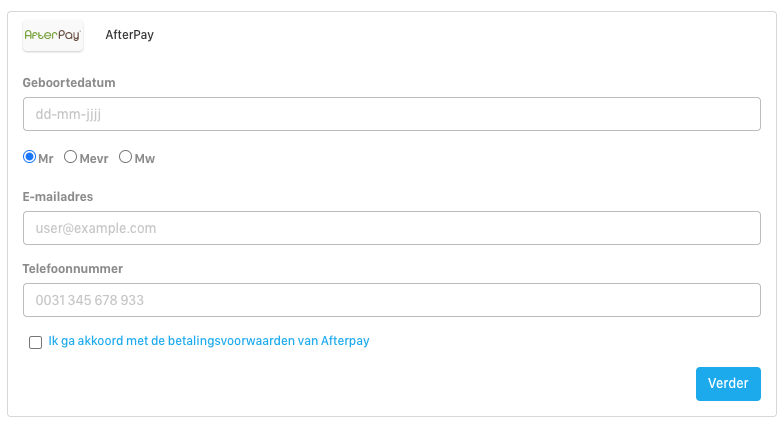 AfterPay AfterPay
Geboortedatum
dd-mm-jjjj
Mr Mevr Mw
E-mailadres
user@example.com
Telefoonnummer
0031 345 678 933
Ik ga akkoord met de betalingsvoorwaarden van Afterpay
Verder